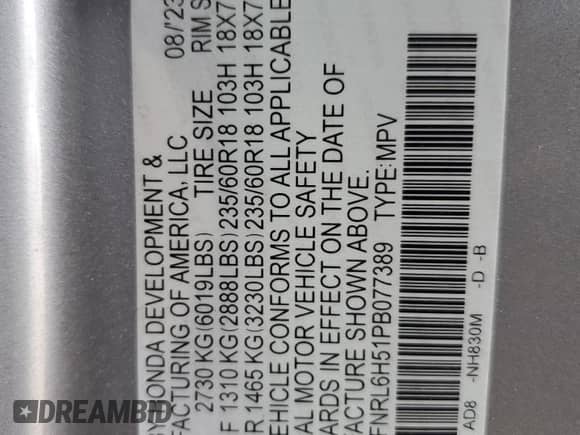 BY HONDA DEVELOPMENT &
FACTURING OF AMERICA, LLC 08/'23
2730 KG(6019LBS) TIRE SIZE RIM S
F 1310 KG(2888LBS)235/60R18 103H 18X7
R 1465 KG(3230LBS)235/60R18 103H 18X7
EHICLE CONFORMS TO ALL APPLICABLE
AL MOTOR VEHICLE SAFETY
ARDS IN EFFECT ON THE DATE OF
FACTURE SHOWN ABOVE.
FNRL6H51PB077389 TYPE:MPV
AD8 -NH830M -D -B
DREAMBID